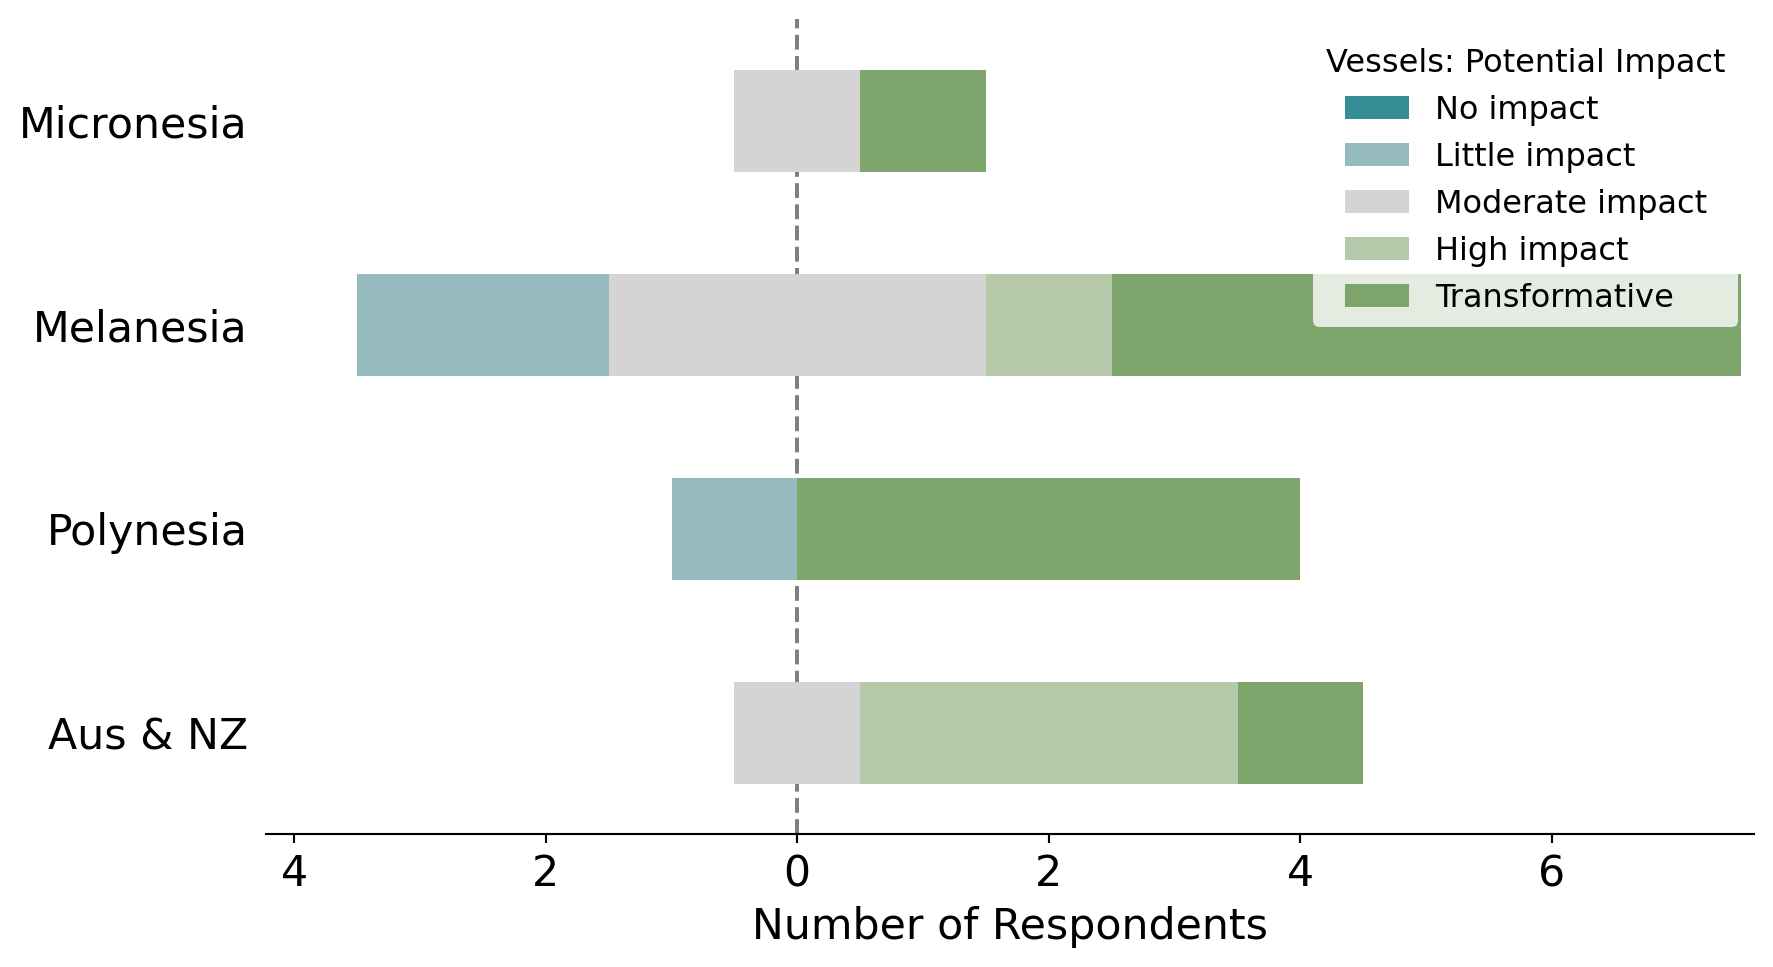 Vessels: Potential Impact
No impact
Little impact
Moderate impact
High impact
Transformative
Micronesia
Melanesia
Polynesia
Aus & NZ
4 2 0 2 4 6
Number of Respondents